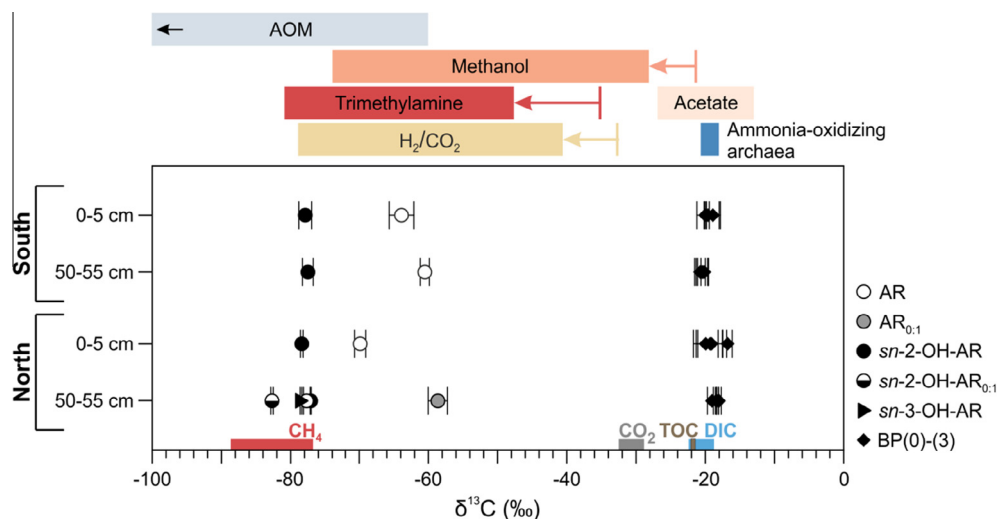 AOM
Methanol
Trimethylamine
Acetate
H₂/CO₂
Ammonia-oxidizing
archaea
South
0-5 cm
50-55 cm
North
0-5 cm
50-55 cm
AR
AR₀:₁
sn-2-OH-AR
sn-2-OH-AR₀:₁
sn-3-OH-AR
BP(0)-(3)
CH₄ CO₂ TOC DIC
-100 -80 -60 -40 -20 0
δ¹³C (‰)